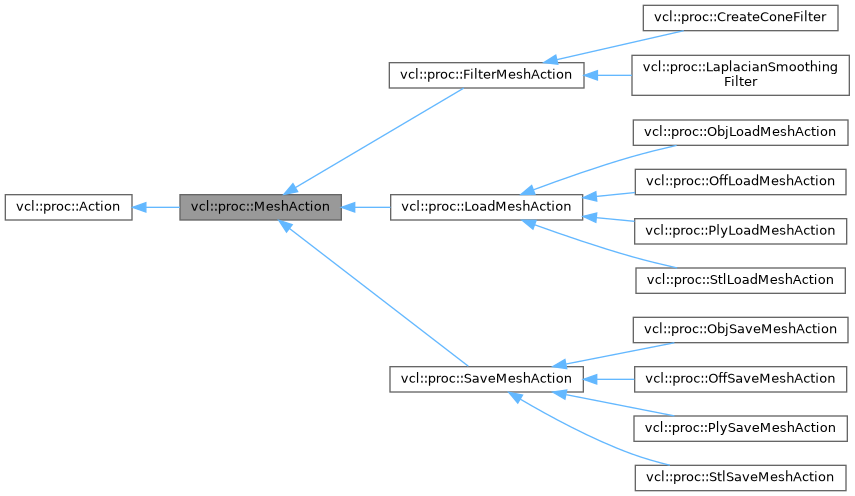 vcl::proc::CreateConeFilter
vcl::proc::FilterMeshAction
vcl::proc::LaplacianSmoothing
Filter
vcl::proc::ObjLoadMeshAction
vcl::proc::OffLoadMeshAction
vcl::proc::Action
vcl::proc::MeshAction
vcl::proc::LoadMeshAction
vcl::proc::PlyLoadMeshAction
vcl::proc::StlLoadMeshAction
vcl::proc::ObjSaveMeshAction
vcl::proc::SaveMeshAction
vcl::proc::OffSaveMeshAction
vcl::proc::PlySaveMeshAction
vcl::proc::StlSaveMeshAction